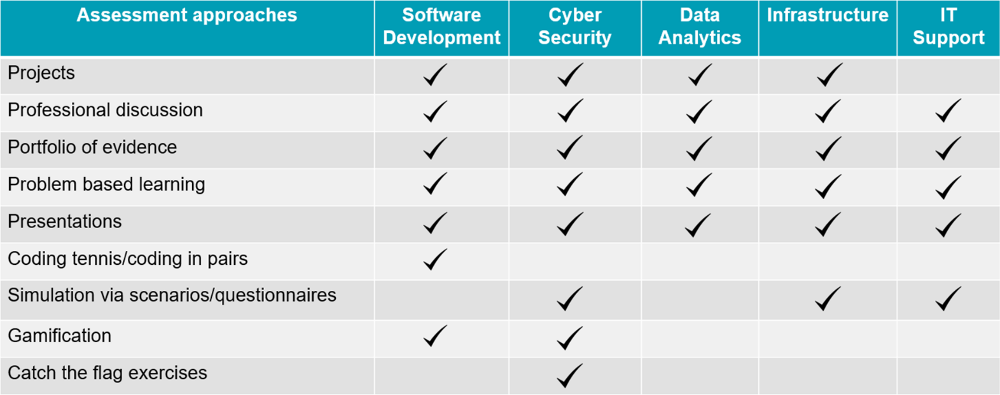 Assessment approaches Software Development Cyber Security Data Analytics Infrastructure IT Support
Projects ✓ ✓ ✓ ✓
Professional discussion ✓ ✓ ✓ ✓ ✓
Portfolio of evidence ✓ ✓ ✓ ✓ ✓
Problem based learning ✓ ✓ ✓ ✓ ✓
Presentations ✓ ✓ ✓ ✓ ✓
Coding tennis/coding in pairs ✓
Simulation via scenarios/questionnaires ✓ ✓ ✓
Gamification ✓ ✓
Catch the flag exercises ✓